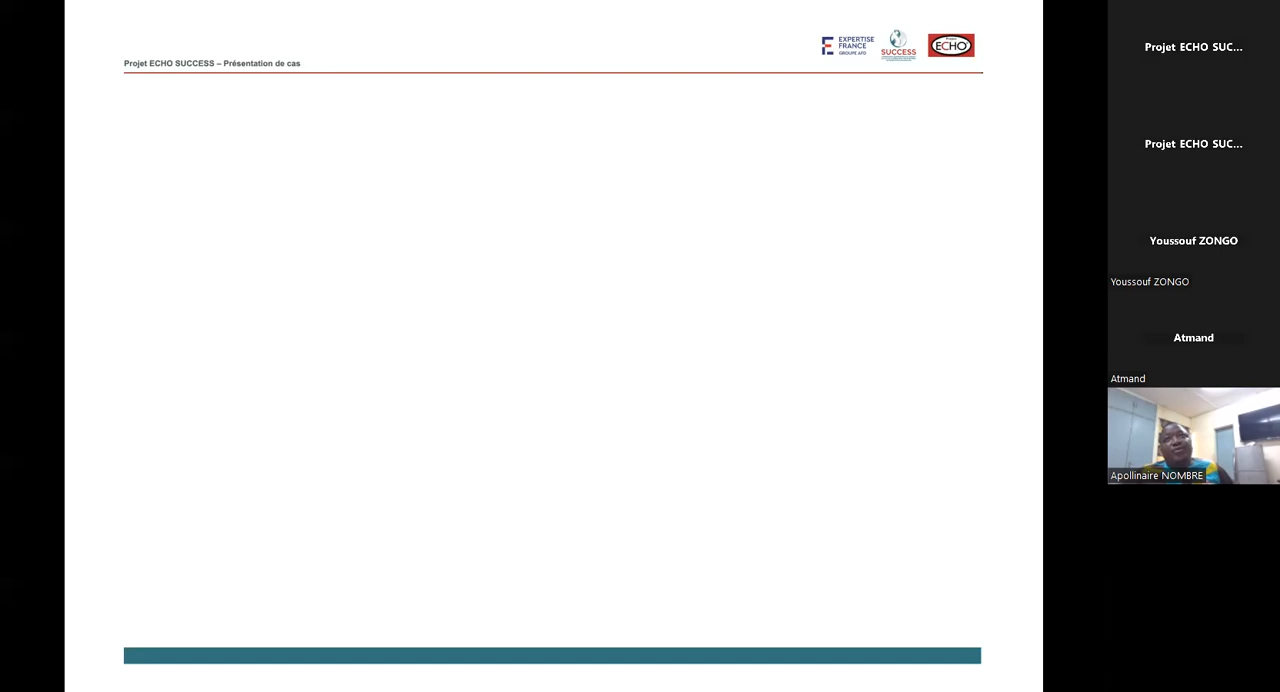 Projet ECHO SUCCESS – Présentation de cas
EXPERTISE
FRANCE
GROUPE AFD
SUCCESS
ECHO
Projet ECHO SUC...
Projet ECHO SUC...
Youssouf ZONGO
Youssouf ZONGO
Atmand
Atmand
Apollinaire NOMBRE